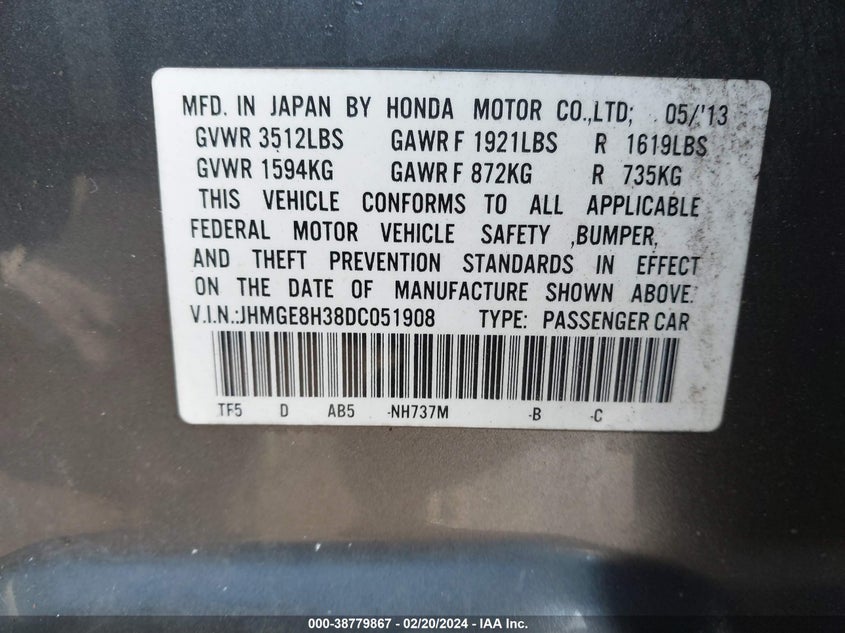 MFD. IN JAPAN BY HONDA MOTOR CO.,LTD; 05/'13
GVWR 3512LBS GAWR F 1921LBS R 1619LBS
GVWR 1594KG GAWR F 872KG R 735KG
THIS VEHICLE CONFORMS TO ALL APPLICABLE
FEDERAL MOTOR VEHICLE SAFETY ,BUMPER,
AND THEFT PREVENTION STANDARDS IN EFFECT
ON THE DATE OF MANUFACTURE SHOWN ABOVE.
V.I.N.:JHMGE8H38DC051908 TYPE: PASSENGER CAR
TF5 D AB5 -NH737M -B -C
000-38779867 - 02/20/2024 - IAA Inc.